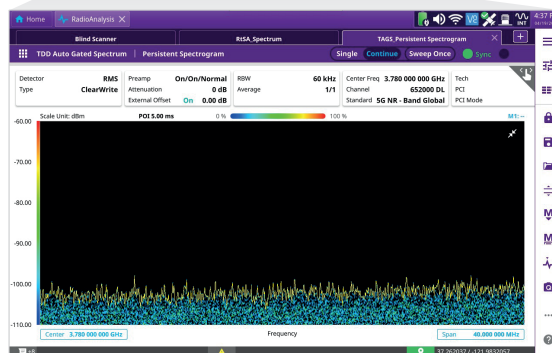 Home RadioAnalysis
4:37 P
INT
Blind Scanner RtSA_Spectrum TAGS_Persistent Spectrogram
TDD Auto Gated Spectrum | Persistent Spectrogram Single Continue Sweep Once Sync
Detector RMS
Type ClearWrite
Preamp On/On/Normal
Attenuation 0 dB
External Offset On 0.00 dB
RBW 60 kHz
Average 1/1
Center Freq 3.780 000 000 GHz
Channel 652000 DL
Standard 5G NR - Band Global
Tech
PCI
PCI Mode
Scale Unit: dBm POI 5.00 ms 0 % 100 % M1: --
-60.00
-70.00
-80.00
-90.00
-100.00
-110.00
Center 3.780 000 000 GHz Frequency Span 40.000 000 MHz
37.262037 / -121.9832057